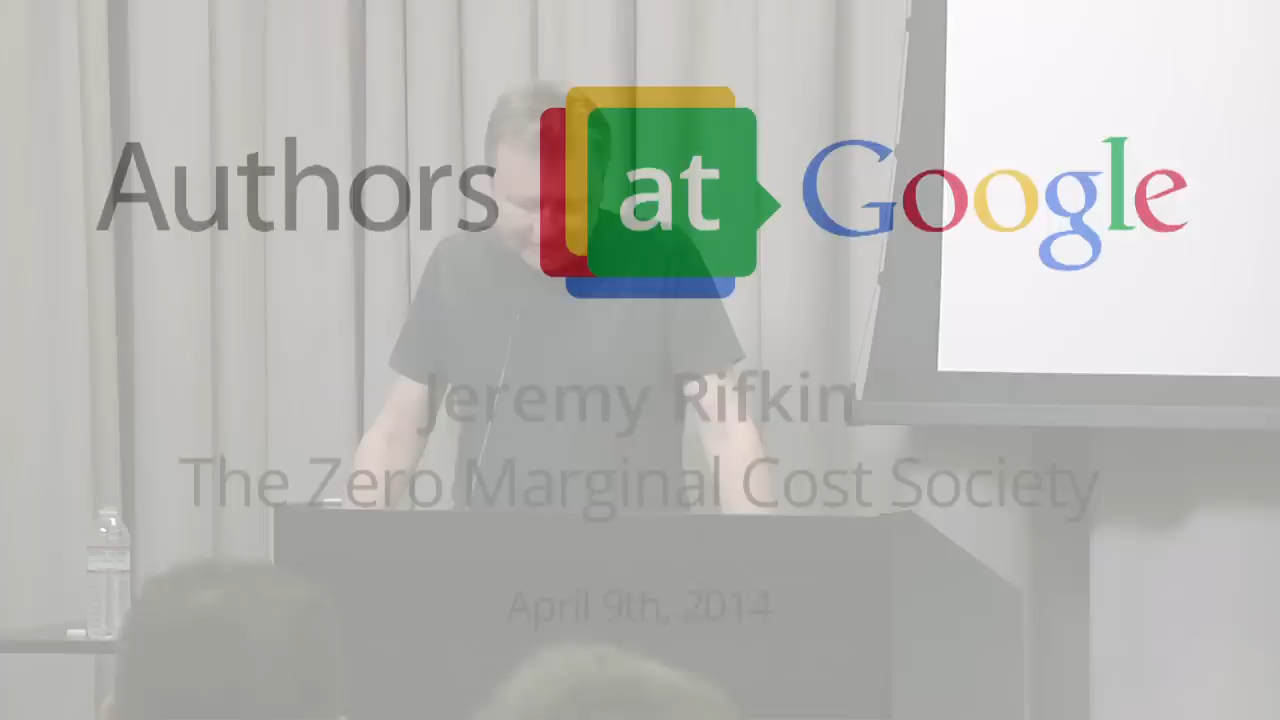 Authors at Google
Jeremy Rifkin
The Zero Marginal Cost Society
April 9th, 2014